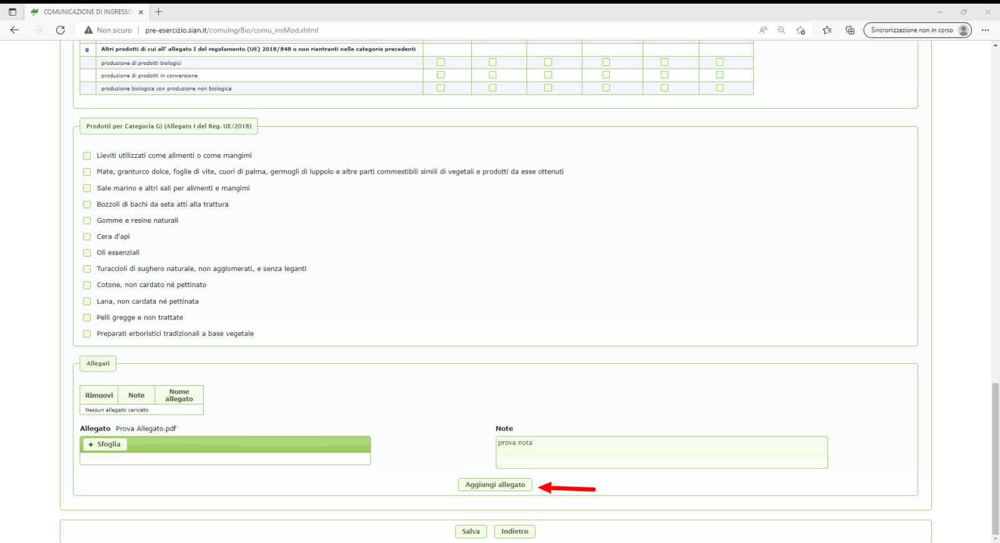 COMUNICAZIONE DI INGRESSO
Non sicuro
pre-esercizio.sian.it/comuIngrBio/comu_insMod.xhtml
Sincronizzazione non in corso
g Altri prodotti di cui all' allegato I del regolamento (UE) 2018/848 o non rientranti nelle categorie precedenti
produzione di prodotti biologici
produzione di prodotti in conversione
produzione biologica con produzione non biologica
Prodotti per Categoria G) (Allegato I del Reg. UE/2018)
Lieviti utilizzati come alimenti o come mangimi
Mate, granturco dolce, foglie di vite, cuori di palma, germogli di luppolo e altre parti commestibili simili di vegetali e prodotti da esse ottenuti
Sale marino e altri sali per alimenti e mangimi
Bozzoli di bachi da seta atti alla trattura
Gomme e resine naturali
Cera d'api
Oli essenziali
Turaccioli di sughero naturale, non agglomerati, e senza leganti
Cotone, non cardato né pettinato
Lana, non cardata né pettinata
Pelli gregge e non trattate
Preparati erboristici tradizionali a base vegetale
Allegati
Rimuovi Note Nome allegato
Nessun allegato caricato
Allegato Prova Allegato.pdf
+ Sfoglia
Note
prova nota
Aggiungi allegato
Salva Indietro